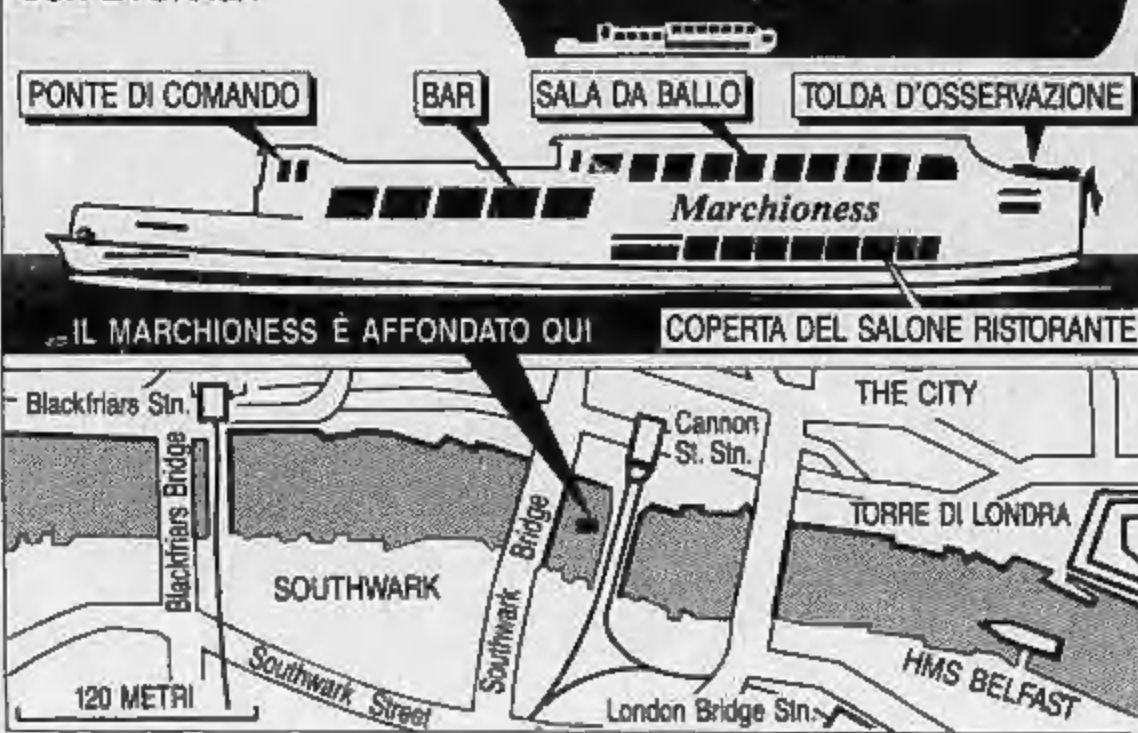 PONTE DI COMANDO
BAR
SALA DA BALLO
TOLDA D'OSSERVAZIONE
Marchioness
IL MARCHIONESS È AFFONDATO QUI
COPERTA DEL SALONE RISTORANTE
Blackfriars Stn.
Blackfriars Bridge
Southwark Bridge
Cannon
St. Stn.
THE CITY
TORRE DI LONDRA
SOUTHWARK
HMS BELFAST
Southwark Street
120 METRI
London Bridge Stn.